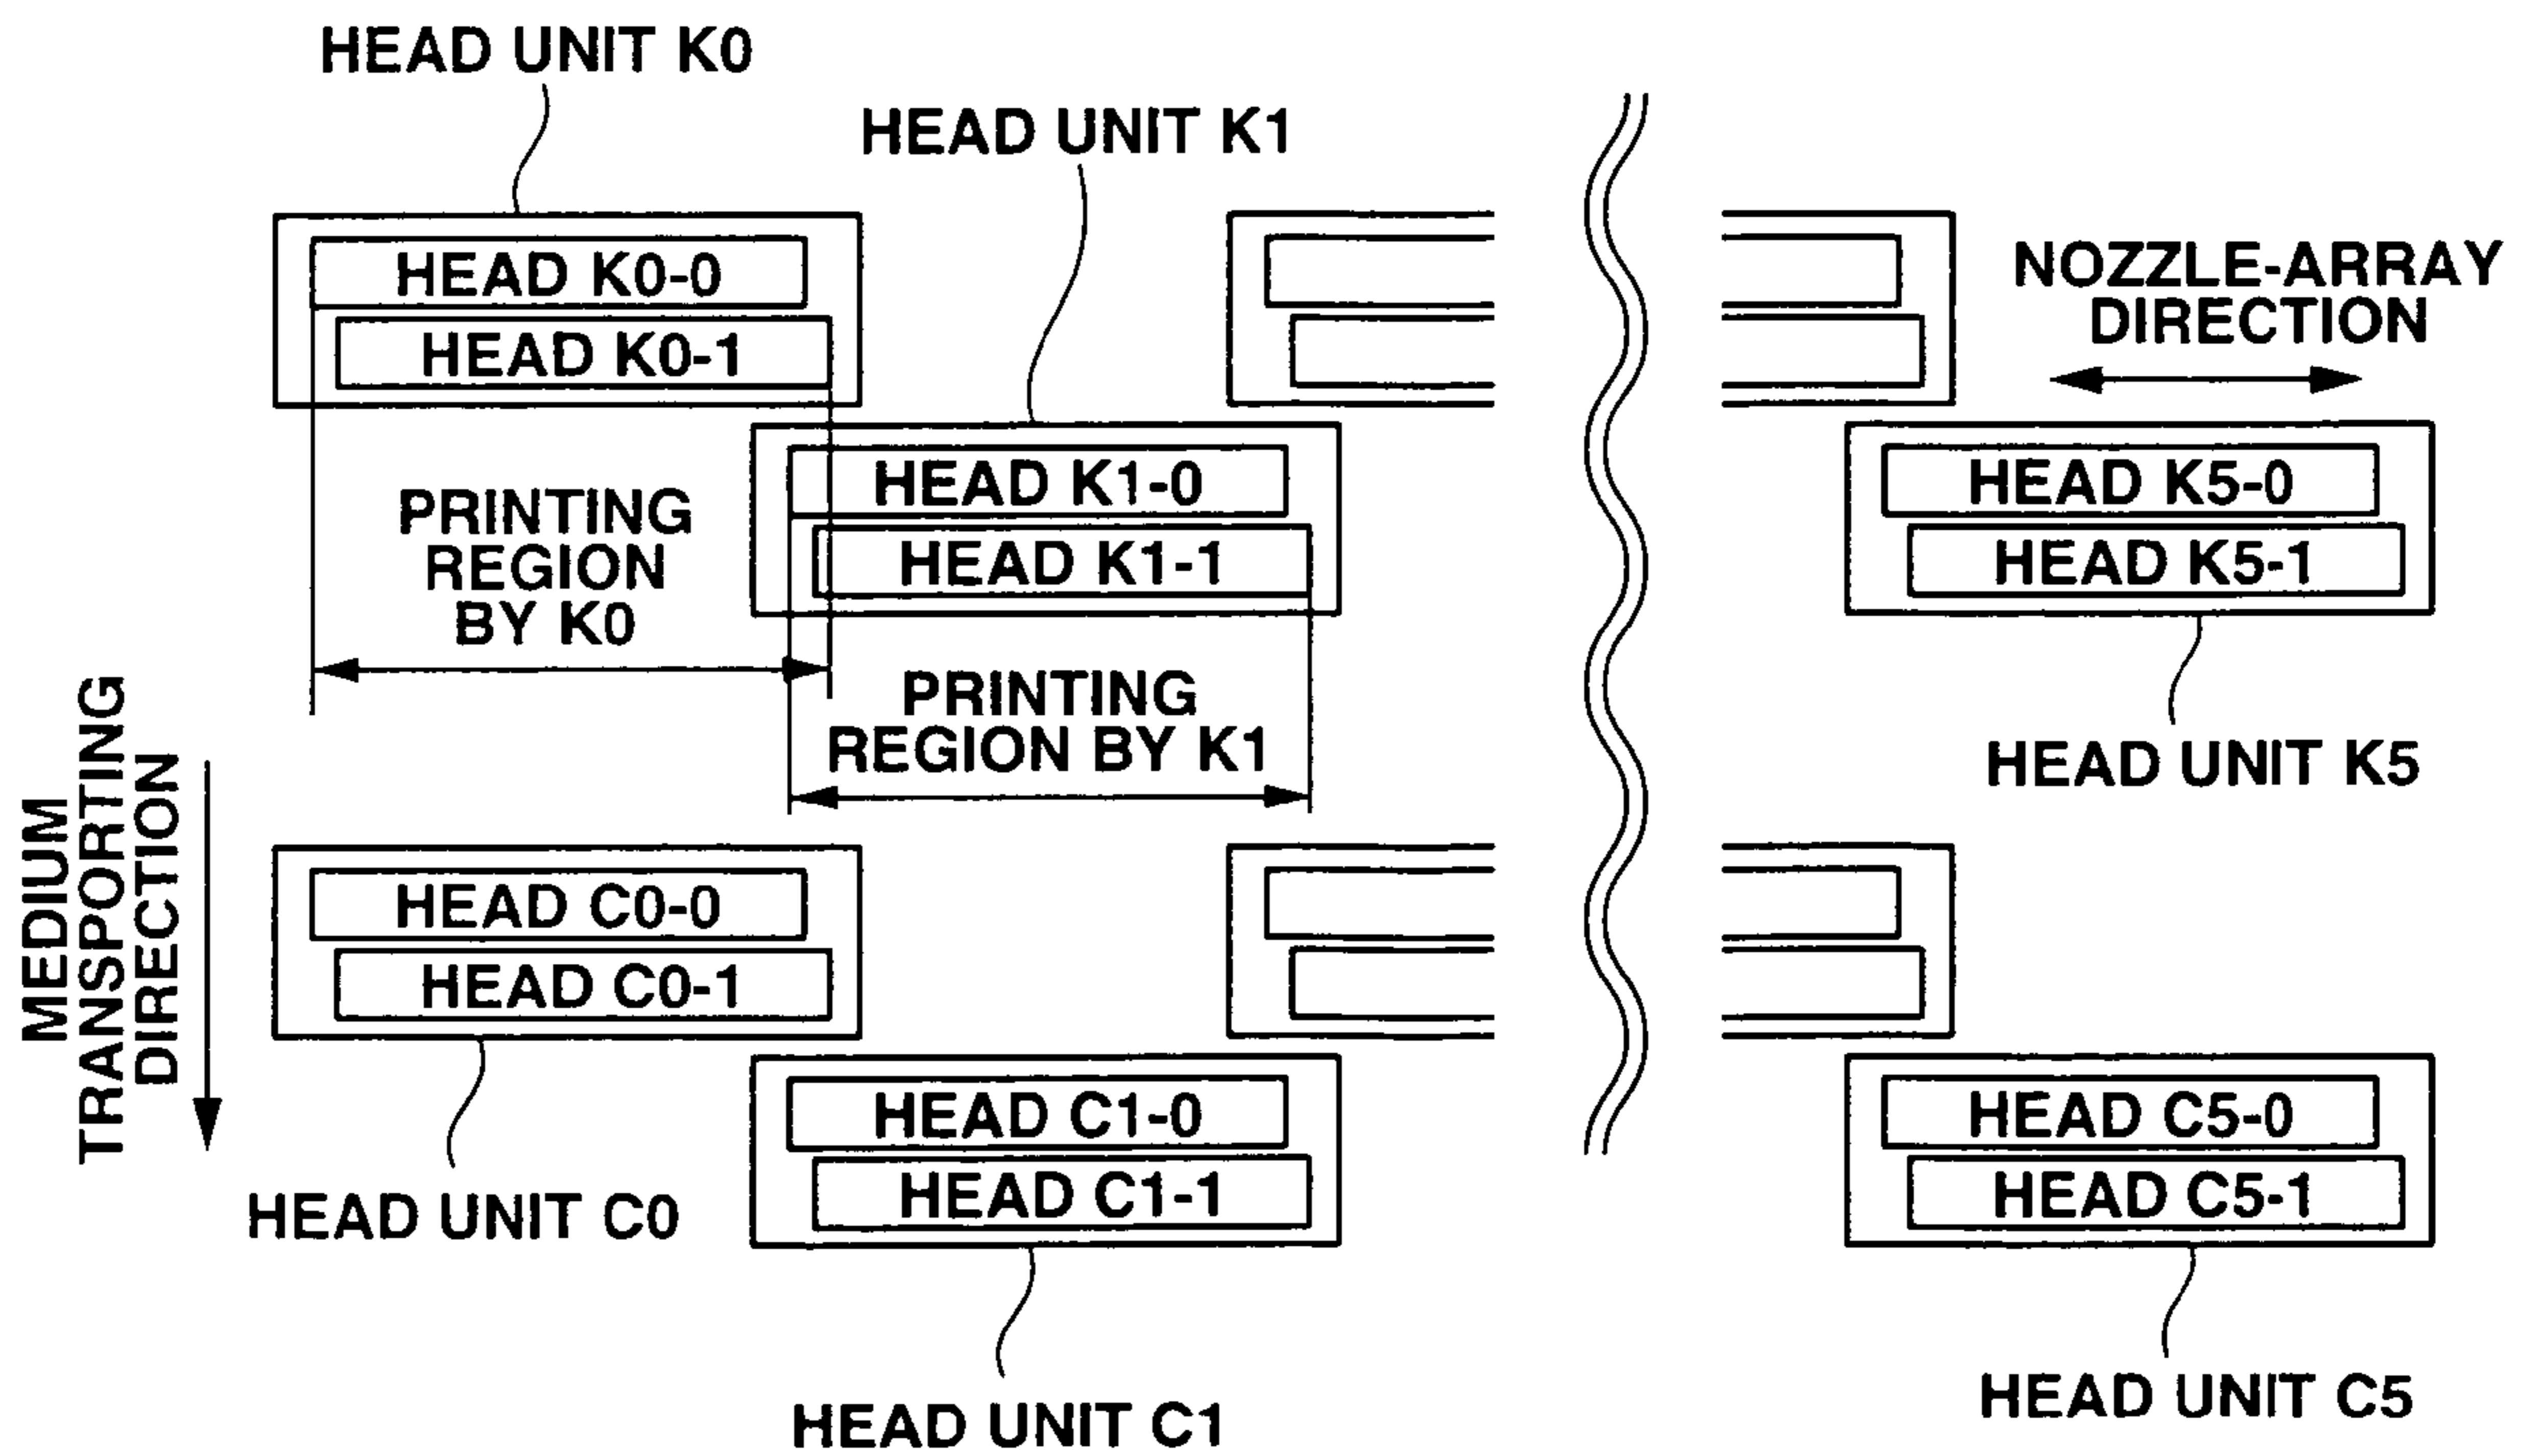 HEAD UNIT K0
HEAD UNIT K1
HEAD K0-0
HEAD K0-1
NOZZLE-ARRAY
DIRECTION
HEAD K1-0
HEAD K1-1
HEAD K5-0
HEAD K5-1
PRINTING
REGION
BY K0
PRINTING
REGION BY K1
HEAD UNIT K5
MEDIUM
TRANSPORTING
DIRECTION
HEAD C0-0
HEAD C0-1
HEAD UNIT C0
HEAD C1-0
HEAD C1-1
HEAD C5-0
HEAD C5-1
HEAD UNIT C1
HEAD UNIT C5